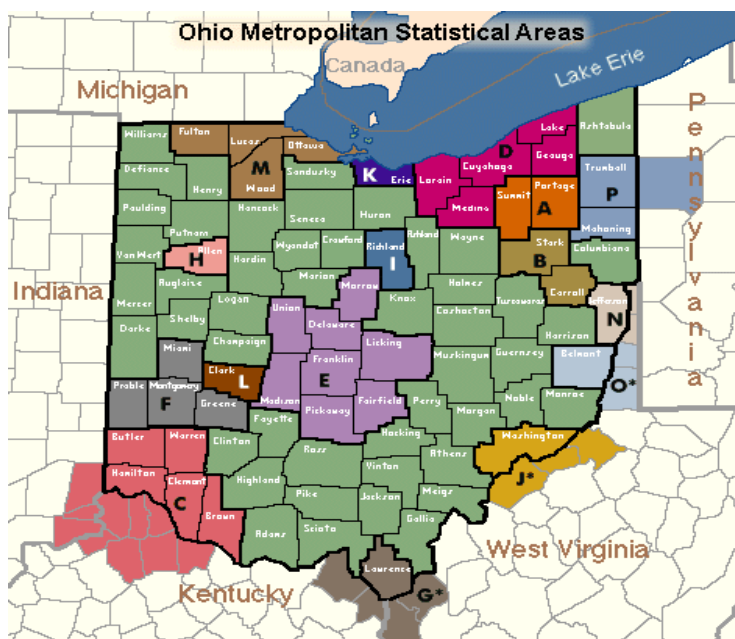 Ohio Metropolitan Statistical Areas
Canada
Lake Erie
Michigan
Pennsylvania
Indiana
Kentucky
West Virginia
Williams
Fulton
Lucas
Ottawa
Lake
Ashtabula
D
Geauga
Cuyahoga
Defiance
M
Wood
Sandusky
K
Erie
Lorain
Trumball
Henry
Summit
Portage
P
A
Medina
Paulding
Hancock
Seneca
Huron
Mahoning
Putnam
Allen
Wyandot
Crawford
Richland
Ashland
Wayne
Stark
Columbiana
Van Wert
H
Hardin
I
B
Marion
Morrow
Holmes
Carroll
Jefferson
Mercer
Auglaize
Logan
Union
Knox
Tuscarawas
N
Coshocton
Darke
Shelby
Delaware
Harrison
Champaign
Licking
Miami
Muskingum
Guernsey
Belmont
Clark
L
Franklin
E
O*
Preble
Montgomery
Madison
Fairfield
Noble
Monroe
F
Greene
Pickaway
Perry
Morgan
Fayette
Butler
Warren
Clinton
Hocking
Washington
Ross
Athens
Hamilton
Clemont
Highland
Vinton
J*
C
Brown
Pike
Jackson
Meigs
Adams
Scioto
Gallia
Lawrence
G*